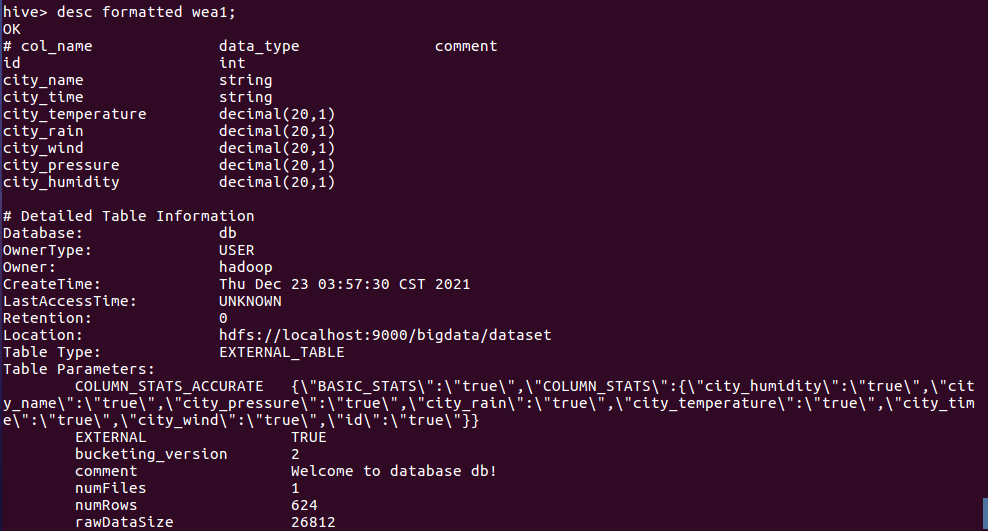 hive> desc formatted wea1;
OK
# col_name data_type comment
id int
city_name string
city_time string
city_temperature decimal(20,1)
city_rain decimal(20,1)
city_wind decimal(20,1)
city_pressure decimal(20,1)
city_humidity decimal(20,1)
# Detailed Table Information
Database: db
OwnerType: USER
Owner: hadoop
CreateTime: Thu Dec 23 03:57:30 CST 2021
LastAccessTime: UNKNOWN
Retention: 0
Location: hdfs://localhost:9000/bigdata/dataset
Table Type: EXTERNAL_TABLE
Table Parameters:
COLUMN_STATS_ACCURATE {\"BASIC_STATS\":\"true\",\"COLUMN_STATS\":{\"city_humidity\":\"true\",\"cit
y_name\":\"true\",\"city_pressure\":\"true\",\"city_rain\":\"true\",\"city_temperature\":\"true\",\"city_tim
e\":\"true\",\"city_wind\":\"true\",\"id\":\"true\"}}
EXTERNAL TRUE
bucketing_version 2
comment Welcome to database db!
numFiles 1
numRows 624
rawDataSize 26812